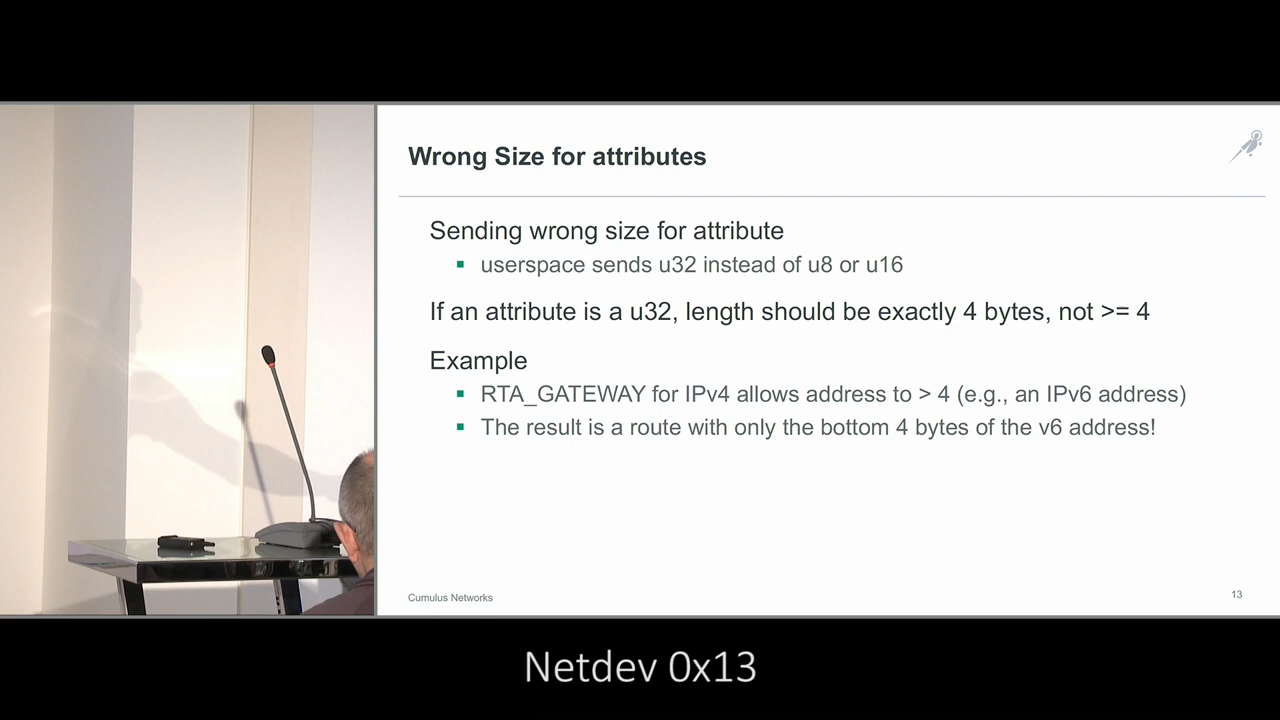 Wrong Size for attributes
Sending wrong size for attribute
userspace sends u32 instead of u8 or u16
If an attribute is a u32, length should be exactly 4 bytes, not >= 4
Example
RTA_GATEWAY for IPv4 allows address to > 4 (e.g., an IPv6 address)
The result is a route with only the bottom 4 bytes of the v6 address!
Cumulus Networks
13
Netdev 0x13